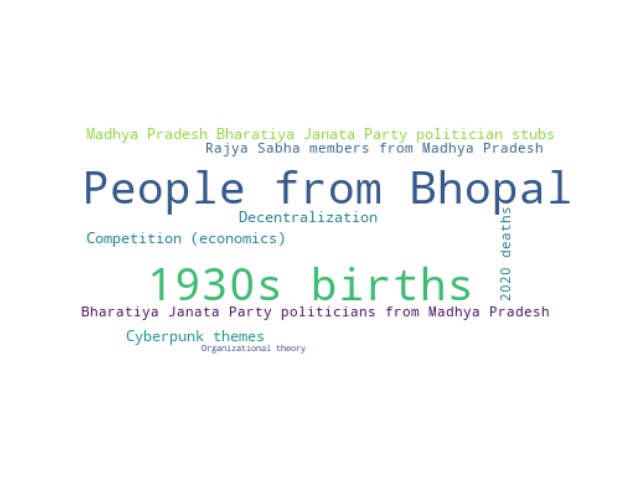 Madhya Pradesh Bharatiya Janata Party politician stubs
Rajya Sabha members from Madhya Pradesh
People from Bhopal
Decentralization
2020 deaths
Competition (economics)
1930s births
Bharatiya Janata Party politicians from Madhya Pradesh
Cyberpunk themes
Organizational theory